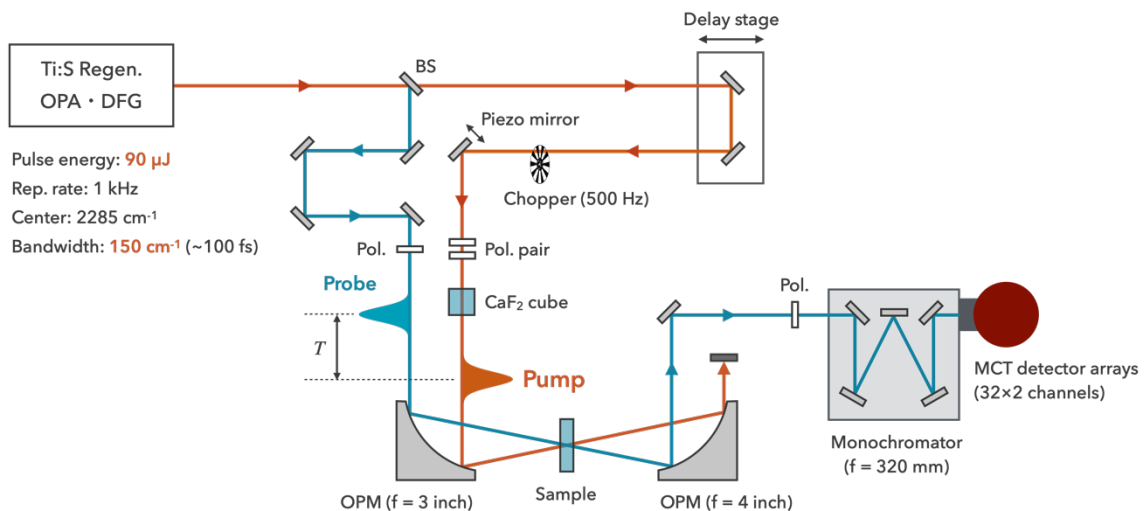 Ti:S Regen.
OPA・DFG
Pulse energy: 90 μJ
Rep. rate: 1 kHz
Center: 2285 cm⁻¹
Bandwidth: 150 cm⁻¹ (~100 fs)
BS
Delay stage
Piezo mirror
Chopper (500 Hz)
Pol.
Pol. pair
Probe
CaF₂ cube
T
Pump
OPM (f = 3 inch)
Sample
OPM (f = 4 inch)
Pol.
MCT detector arrays
(32×2 channels)
Monochromator
(f = 320 mm)